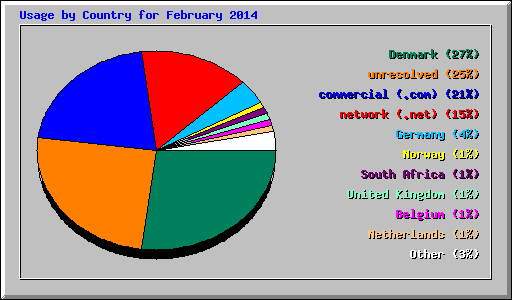 Usage by Country for February 2014
Denmark (27%)
unresolved (25%)
commercial (.com) (21%)
network (.net) (15%)
Germany (4%)
Norway (1%)
South Africa (1%)
United Kingdom (1%)
Belgium (1%)
Netherlands (1%)
Other (3%)